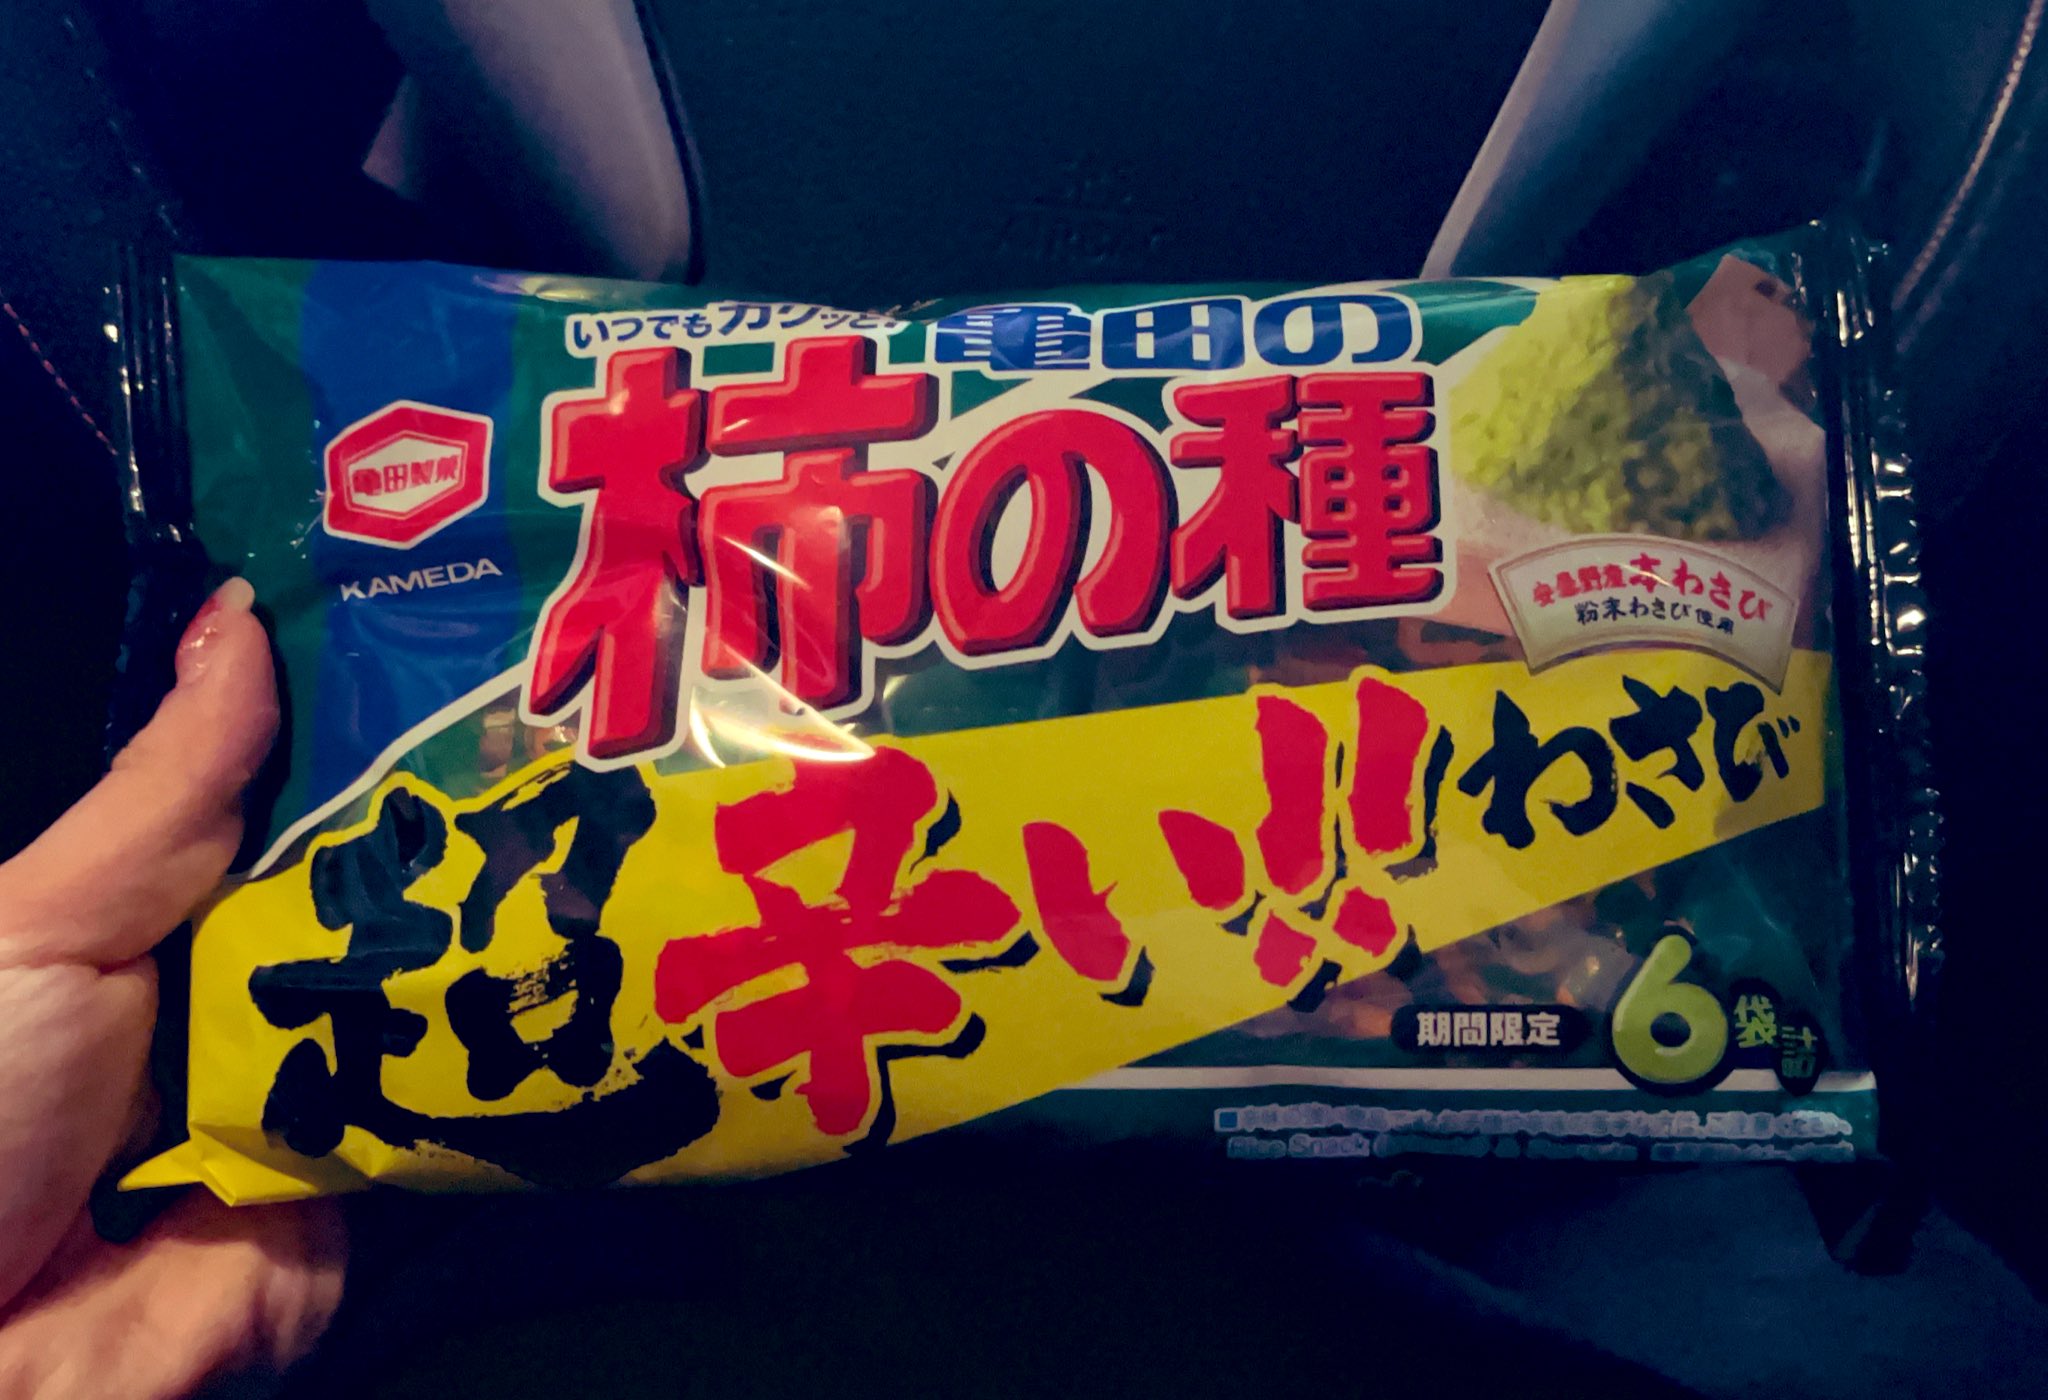 いつでもカリッと!
亀田の
柿の種
亀田製菓
KAMEDA
安曇野産本わさび
粉末わさび使用
超辛い!!わさび
期間限定
6袋詰
Rice Snack